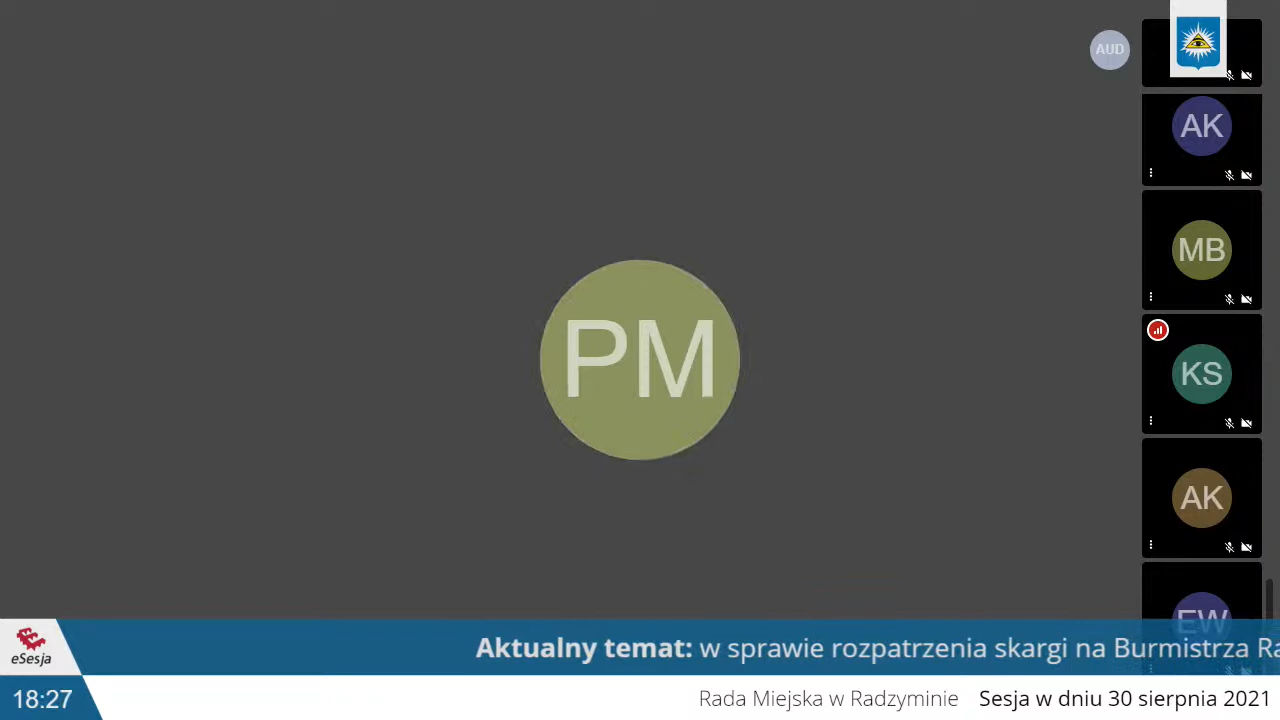 AUD
AK
MB
KS
PM
AK
EW
Aktualny temat: w sprawie rozpatrzenia skargi na Burmistrza Ra
eSesja
18:27
Rada Miejska w Radzyminie Sesja w dniu 30 sierpnia 2021